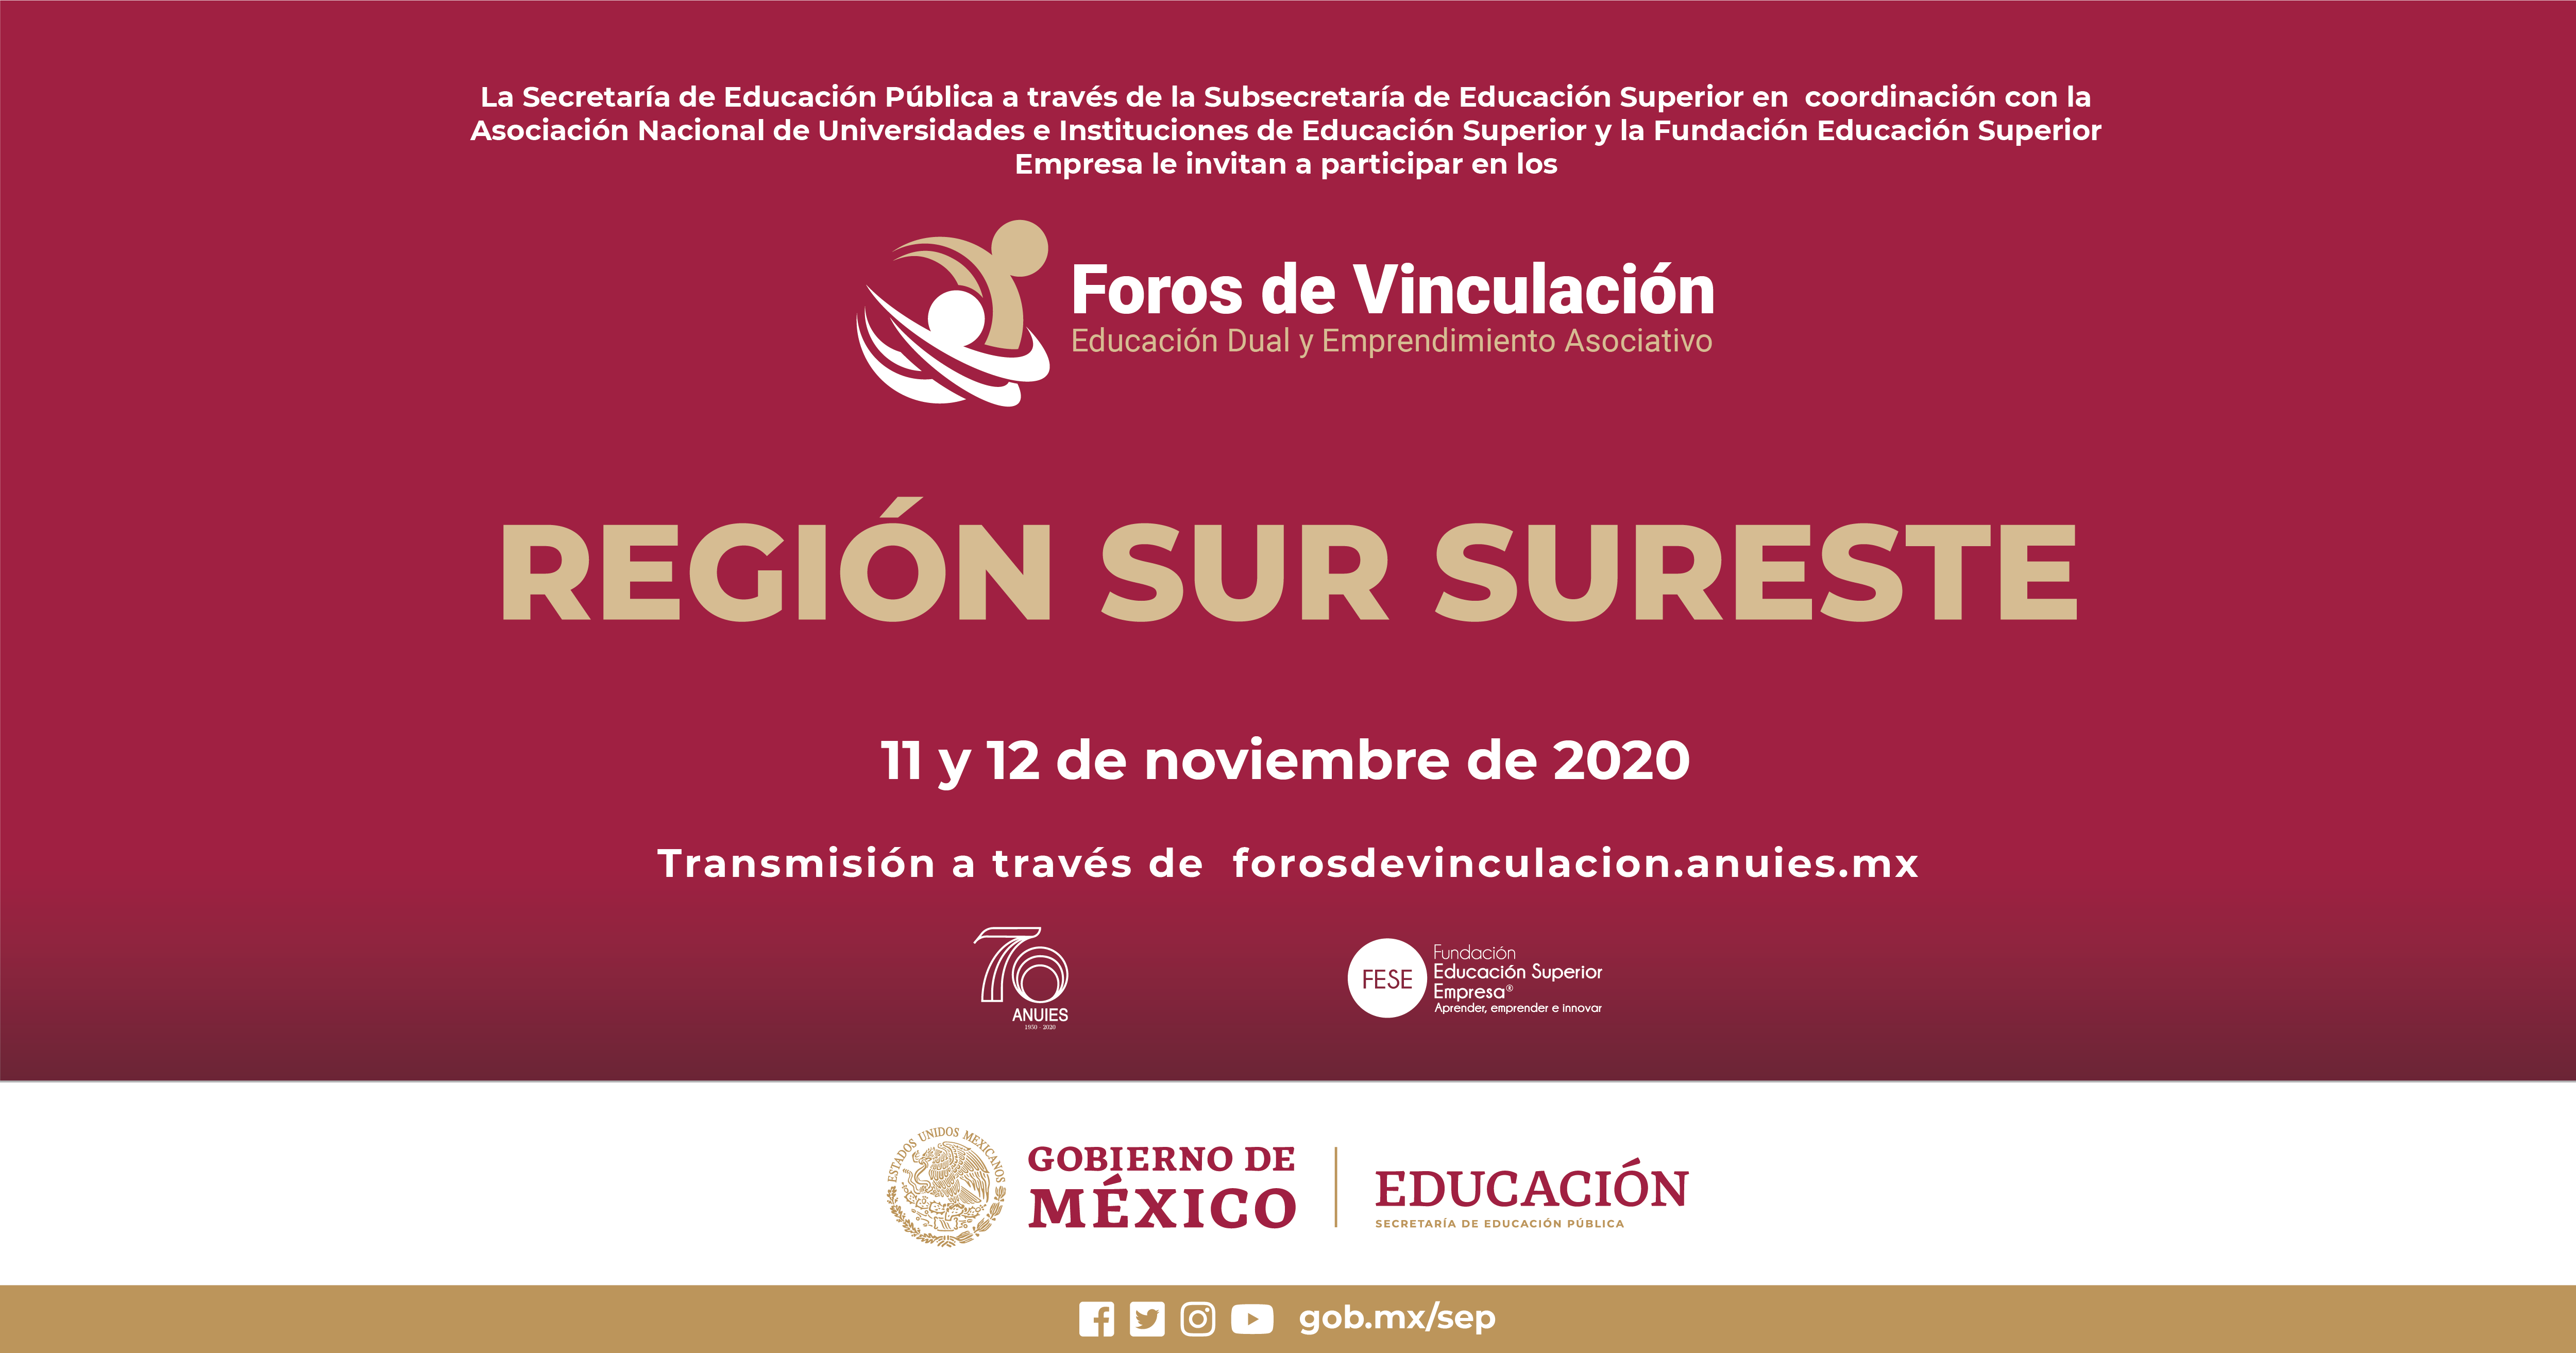 La Secretaría de Educación Pública a través de la Subsecretaría de Educación Superior en  coordinación con la
Asociación Nacional de Universidades e Instituciones de Educación Superior y la Fundación Educación Superior
Empresa le invitan a participar en los
Foros de Vinculación
Educación Dual y Emprendimiento Asociativo
REGIÓN SUR SURESTE
11 y 12 de noviembre de 2020
Transmisión a través de  forosdevinculacion.anuies.mx
70
ANUIES
1950 - 2020
FESE
Fundación
Educación Superior
Empresa®
Aprender, emprender e innovar
ESTADOS UNIDOS MEXICANOS
GOBIERNO DE
MÉXICO
EDUCACIÓN
SECRETARÍA DE EDUCACIÓN PÚBLICA
gob.mx/sep